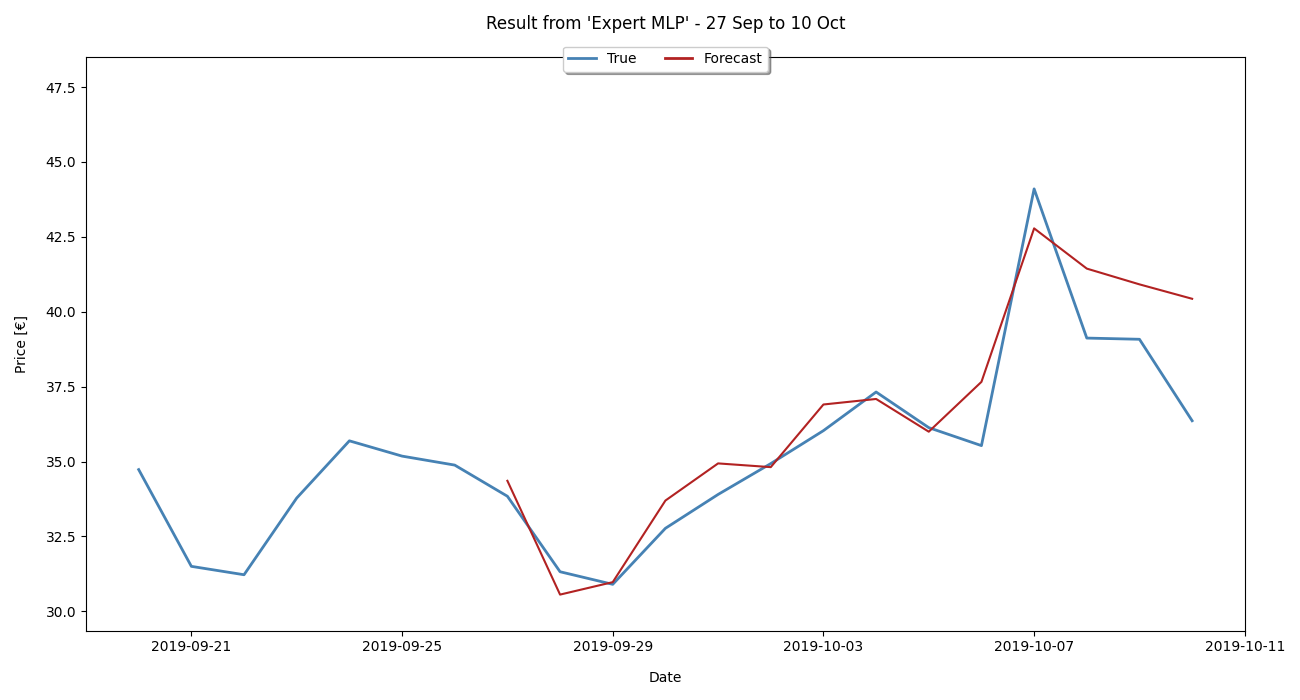 Result from 'Expert MLP' - 27 Sep to 10 Oct
True Forecast
47.5
45.0
42.5
40.0
37.5
35.0
32.5
30.0
Price [€]
2019-09-21 2019-09-25 2019-09-29 2019-10-03 2019-10-07 2019-10-11
Date